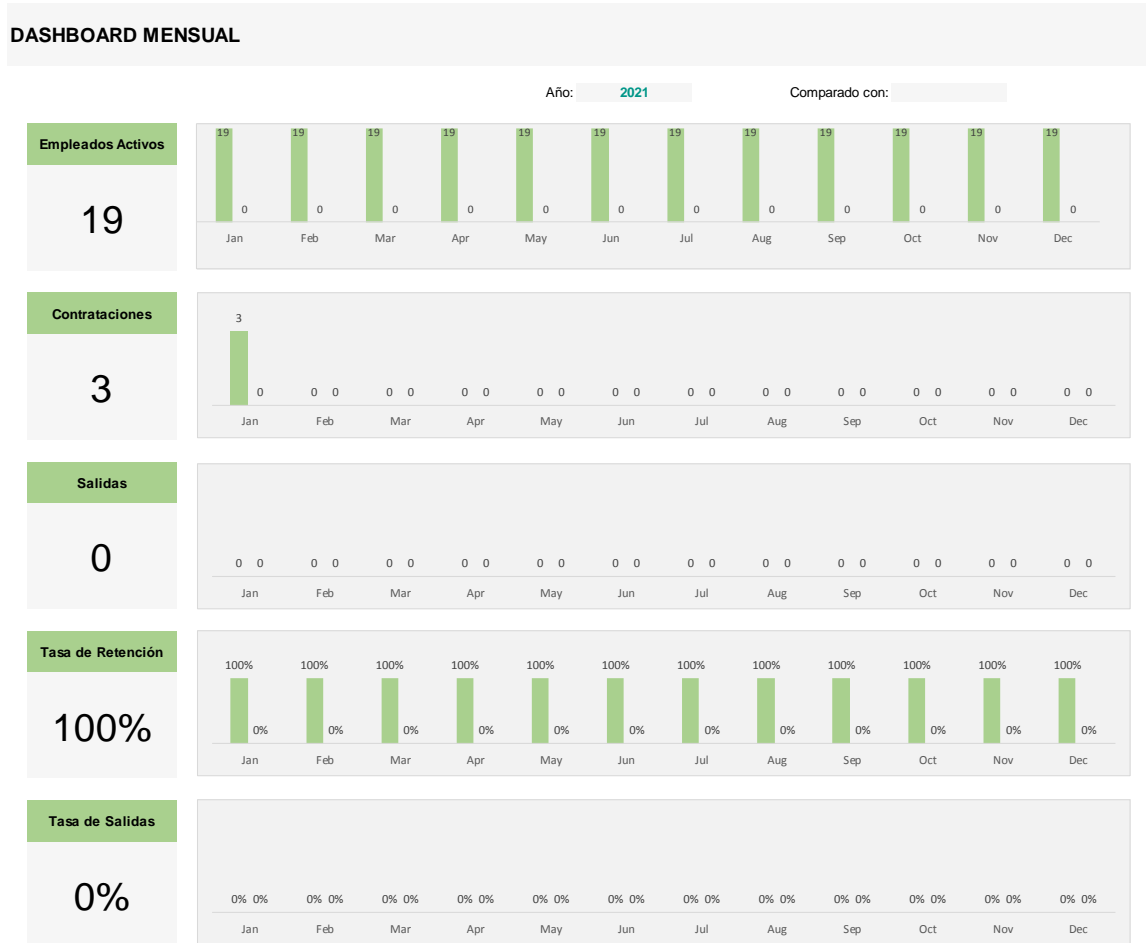 DASHBOARD MENSUAL
Año: 2021 Comparado con:
Empleados Activos
19
19 0 19 0 19 0 19 0 19 0 19 0 19 0 19 0 19 0 19 0 19 0 19 0
Jan Feb Mar Apr May Jun Jul Aug Sep Oct Nov Dec
Contrataciones
3
3 0 0 0 0 0 0 0 0 0 0 0 0 0 0 0 0 0 0 0 0 0 0 0
Jan Feb Mar Apr May Jun Jul Aug Sep Oct Nov Dec
Salidas
0
0 0 0 0 0 0 0 0 0 0 0 0 0 0 0 0 0 0 0 0 0 0 0 0
Jan Feb Mar Apr May Jun Jul Aug Sep Oct Nov Dec
Tasa de Retención
100%
100% 0% 100% 0% 100% 0% 100% 0% 100% 0% 100% 0% 100% 0% 100% 0% 100% 0% 100% 0% 100% 0% 100% 0%
Jan Feb Mar Apr May Jun Jul Aug Sep Oct Nov Dec
Tasa de Salidas
0%
0% 0% 0% 0% 0% 0% 0% 0% 0% 0% 0% 0% 0% 0% 0% 0% 0% 0% 0% 0% 0% 0% 0% 0%
Jan Feb Mar Apr May Jun Jul Aug Sep Oct Nov Dec